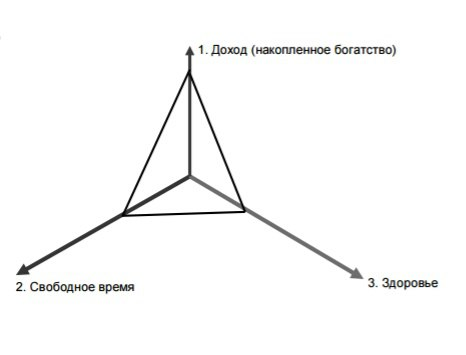 1. Доход (накопленное богатство)
2. Свободное время
3. Здоровье